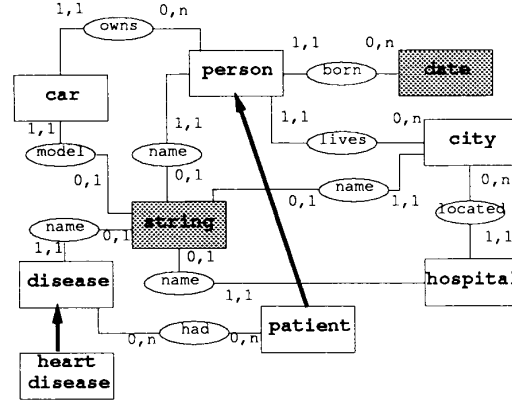 1,1
owns
0,n
person
1,1
0,n
born
date
car
1,1
model
0,1
1,1
name
0,1
1,1
lives
0,n
city
0,1
name
1,1
0,n
located
1,1
string
name
0,1
1,1
0,1
name
1,1
hospital
disease
0,n
had
0,n
patient
heart
disease